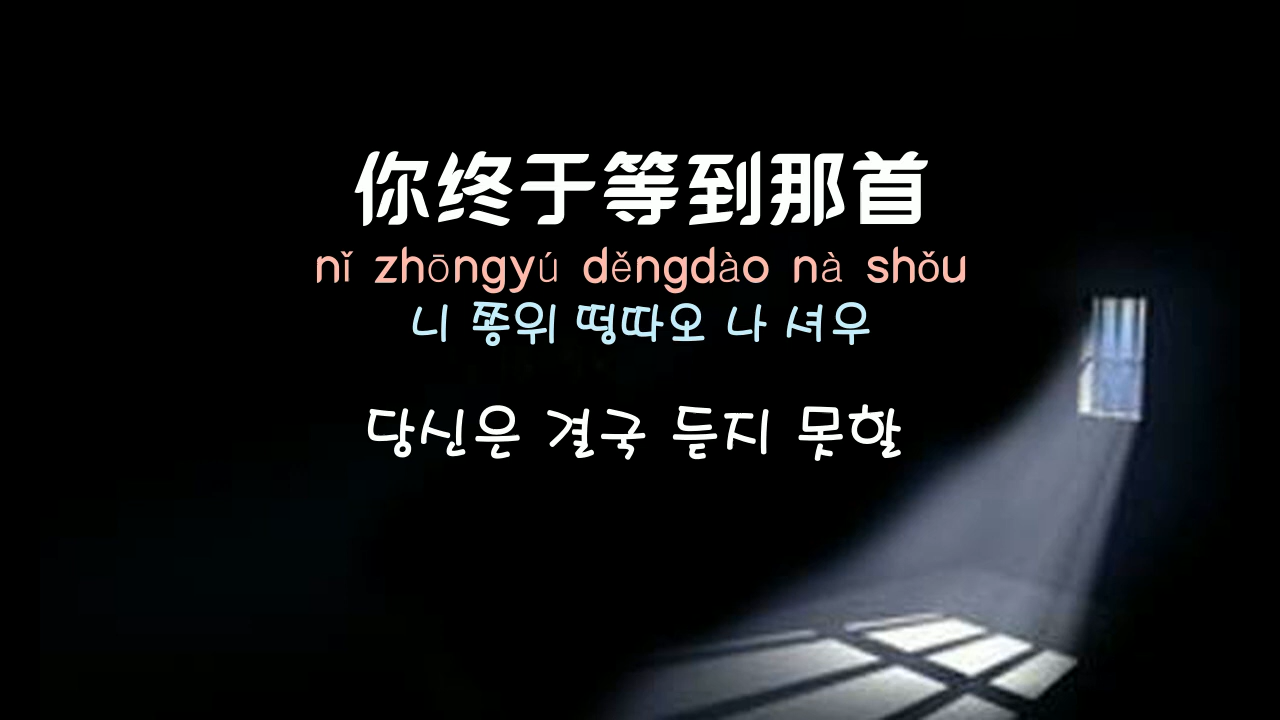 你终于等到那首
nǐ zhōngyú děngdào nà shǒu
니 쫑위 떵따오 나 셔우
당신은 결국 듣지 못할